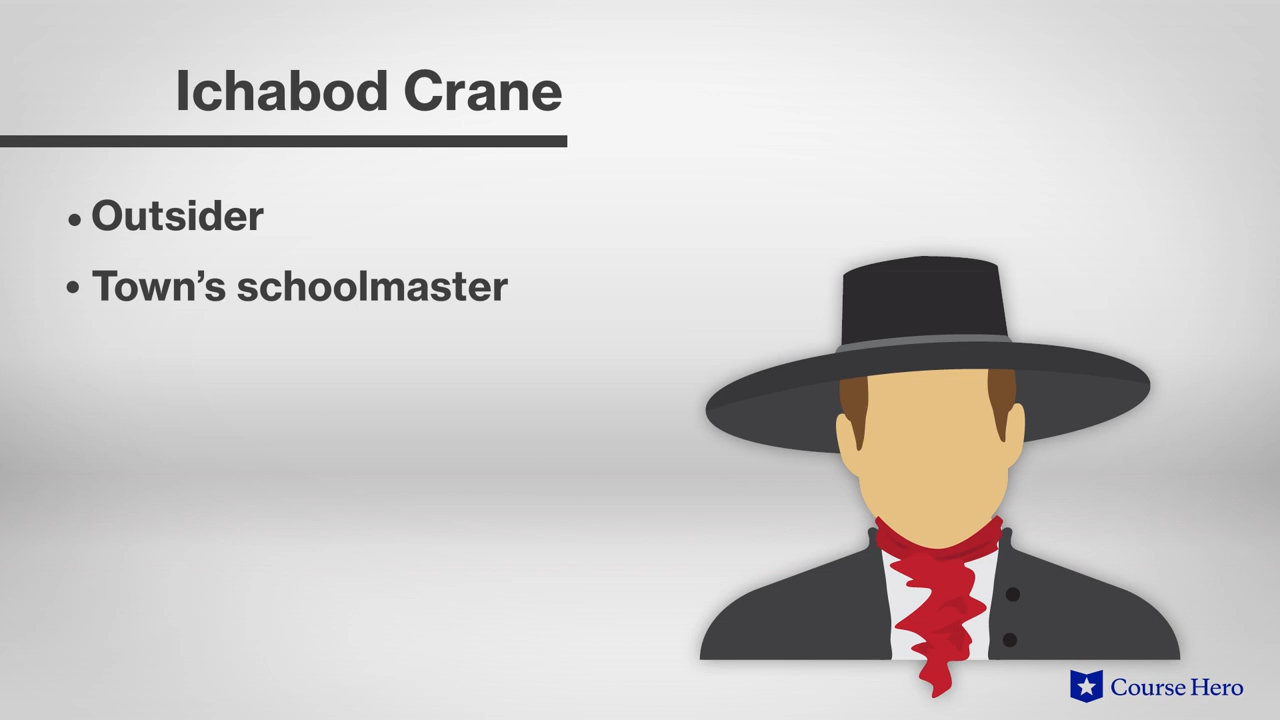 Ichabod Crane
• Outsider
• Town’s schoolmaster
Course Hero